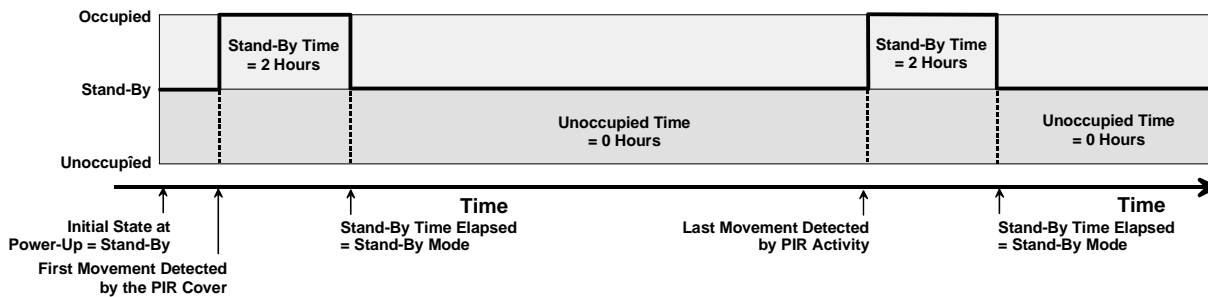 Occupied
Stand-By Time
= 2 Hours
Stand-By Time
= 2 Hours
Stand-By
Unoccupied Time
= 0 Hours
Unoccupied Time
= 0 Hours
Unoccupied
Time
Time
Initial State at
Power-Up = Stand-By
Stand-By Time Elapsed
= Stand-By Mode
Last Movement Detected
by PIR Activity
Stand-By Time Elapsed
= Stand-By Mode
First Movement Detected
by the PIR Cover